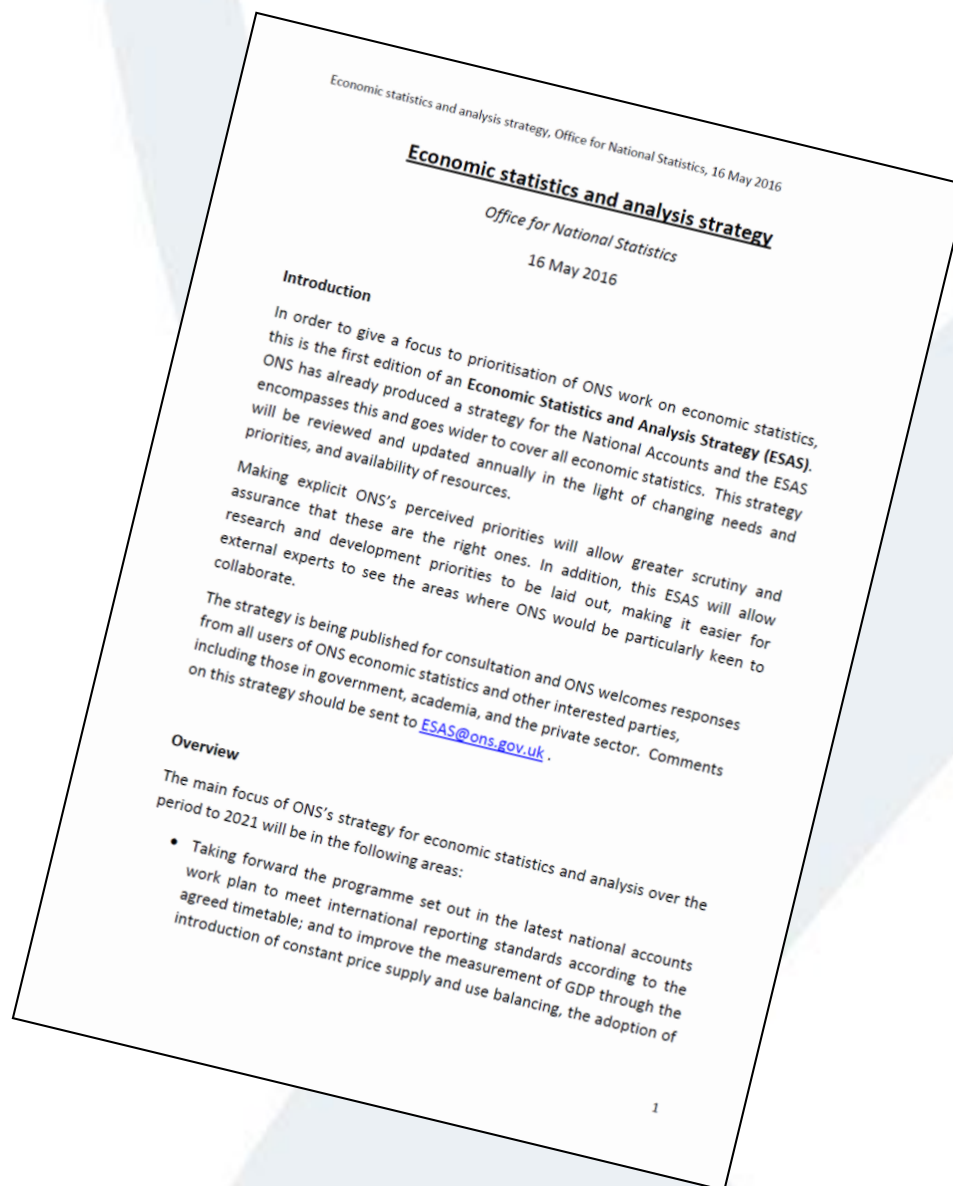 Economic statistics and analysis strategy, Office for National Statistics, 16 May 2016
Economic statistics and analysis strategy
Office for National Statistics
16 May 2016
Introduction
In order to give a focus to prioritisation of ONS work on economic statistics,
this is the first edition of an Economic Statistics and Analysis Strategy (ESAS).
ONS has already produced a strategy for the National Accounts and the ESAS
encompasses this and goes wider to cover all economic statistics. This strategy
will be reviewed and updated annually in the light of changing needs and
priorities, and availability of resources.
Making explicit ONS’s perceived priorities will allow greater scrutiny and
assurance that these are the right ones. In addition, this ESAS will allow
research and development priorities to be laid out, making it easier for
external experts to see the areas where ONS would be particularly keen to
collaborate.
The strategy is being published for consultation and ONS welcomes responses
from all users of ONS economic statistics and other interested parties,
including those in government, academia, and the private sector. Comments
on this strategy should be sent to ESAS@ons.gov.uk .
Overview
The main focus of ONS’s strategy for economic statistics and analysis over the
period to 2021 will be in the following areas:
• Taking forward the programme set out in the latest national accounts
work plan to meet international reporting standards according to the
agreed timetable; and to improve the measurement of GDP through the
introduction of constant price supply and use balancing, the adoption of
1